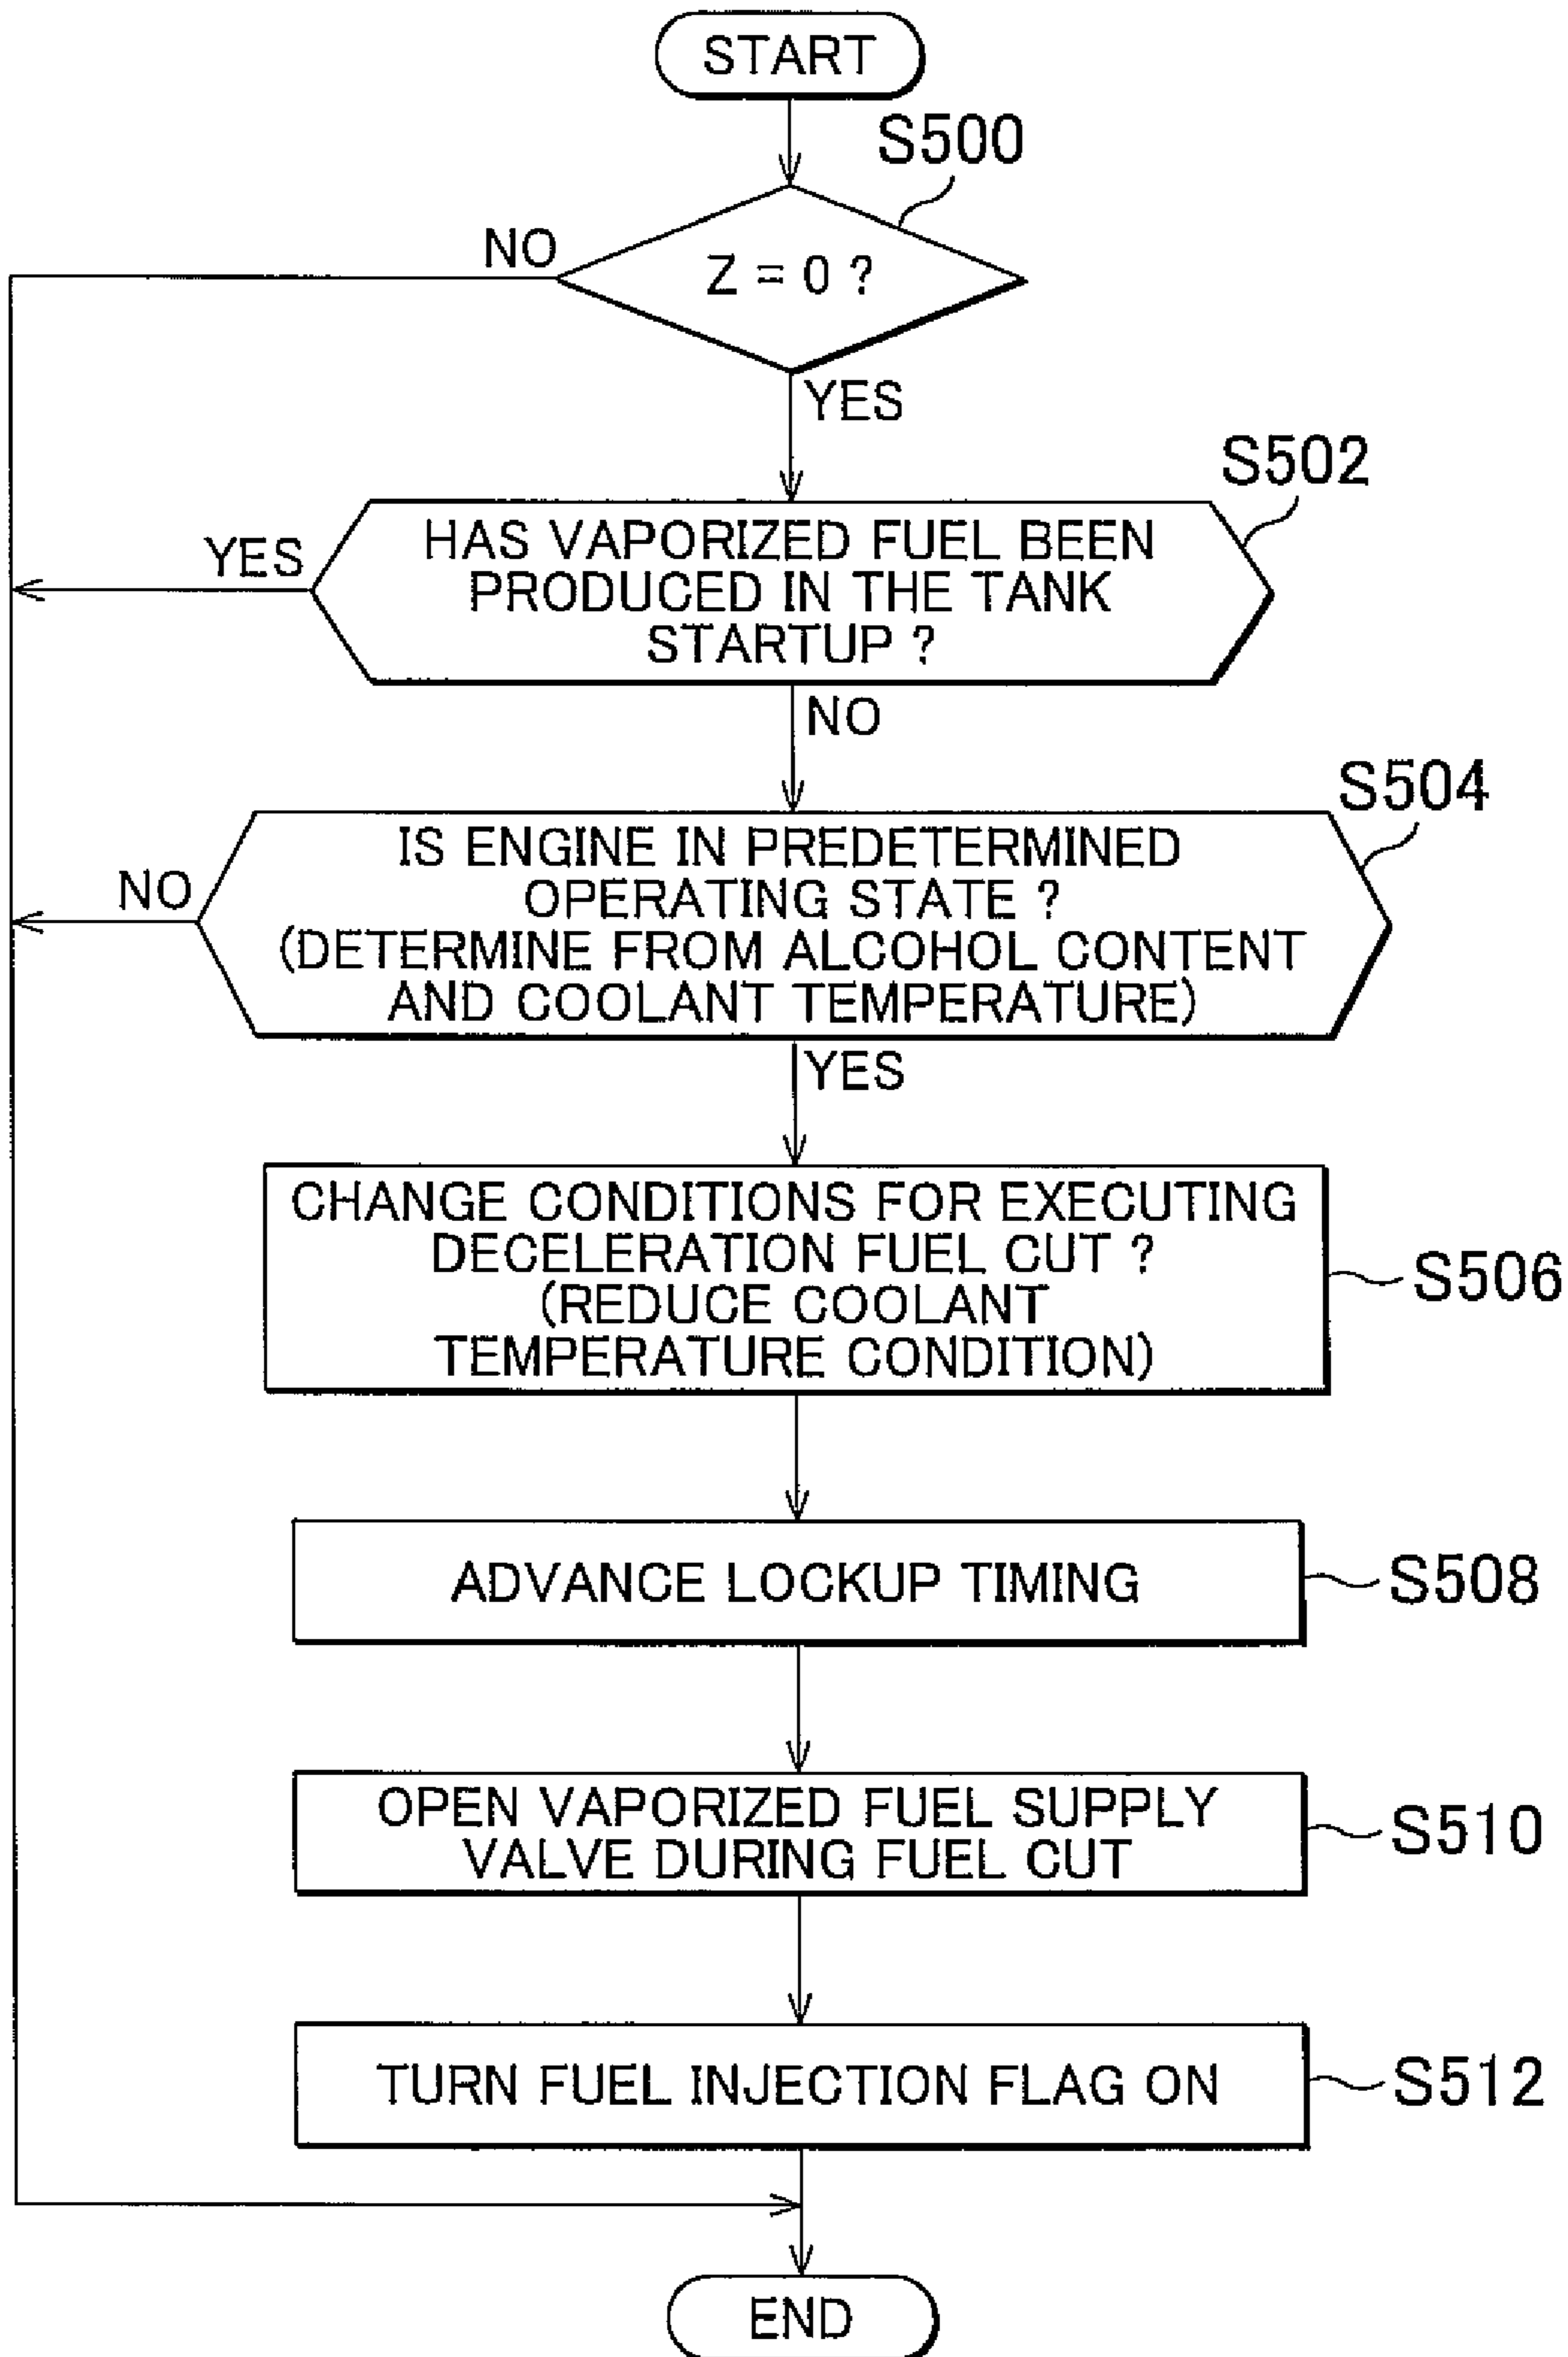 START
S500
NO
Z = 0 ?
YES
S502
YES
HAS VAPORIZED FUEL BEEN
PRODUCED IN THE TANK
STARTUP ?
NO
S504
NO
IS ENGINE IN PREDETERMINED
OPERATING STATE ?
(DETERMINE FROM ALCOHOL CONTENT
AND COOLANT TEMPERATURE)
YES
CHANGE CONDITIONS FOR EXECUTING
DECELERATION FUEL CUT ?
(REDUCE COOLANT
TEMPERATURE CONDITION)
S506
ADVANCE LOCKUP TIMING
S508
OPEN VAPORIZED FUEL SUPPLY
VALVE DURING FUEL CUT
S510
TURN FUEL INJECTION FLAG ON
S512
END